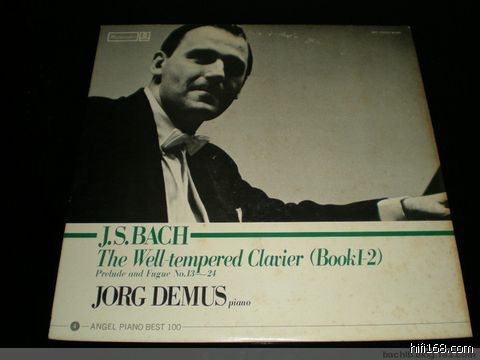 J.S.BACH
The Well-tempered Clavier (Book1-2)
Prelude and Fugue No.13—24
JORG DEMUS piano
4 ANGEL PIANO BEST 100
hifi168.com